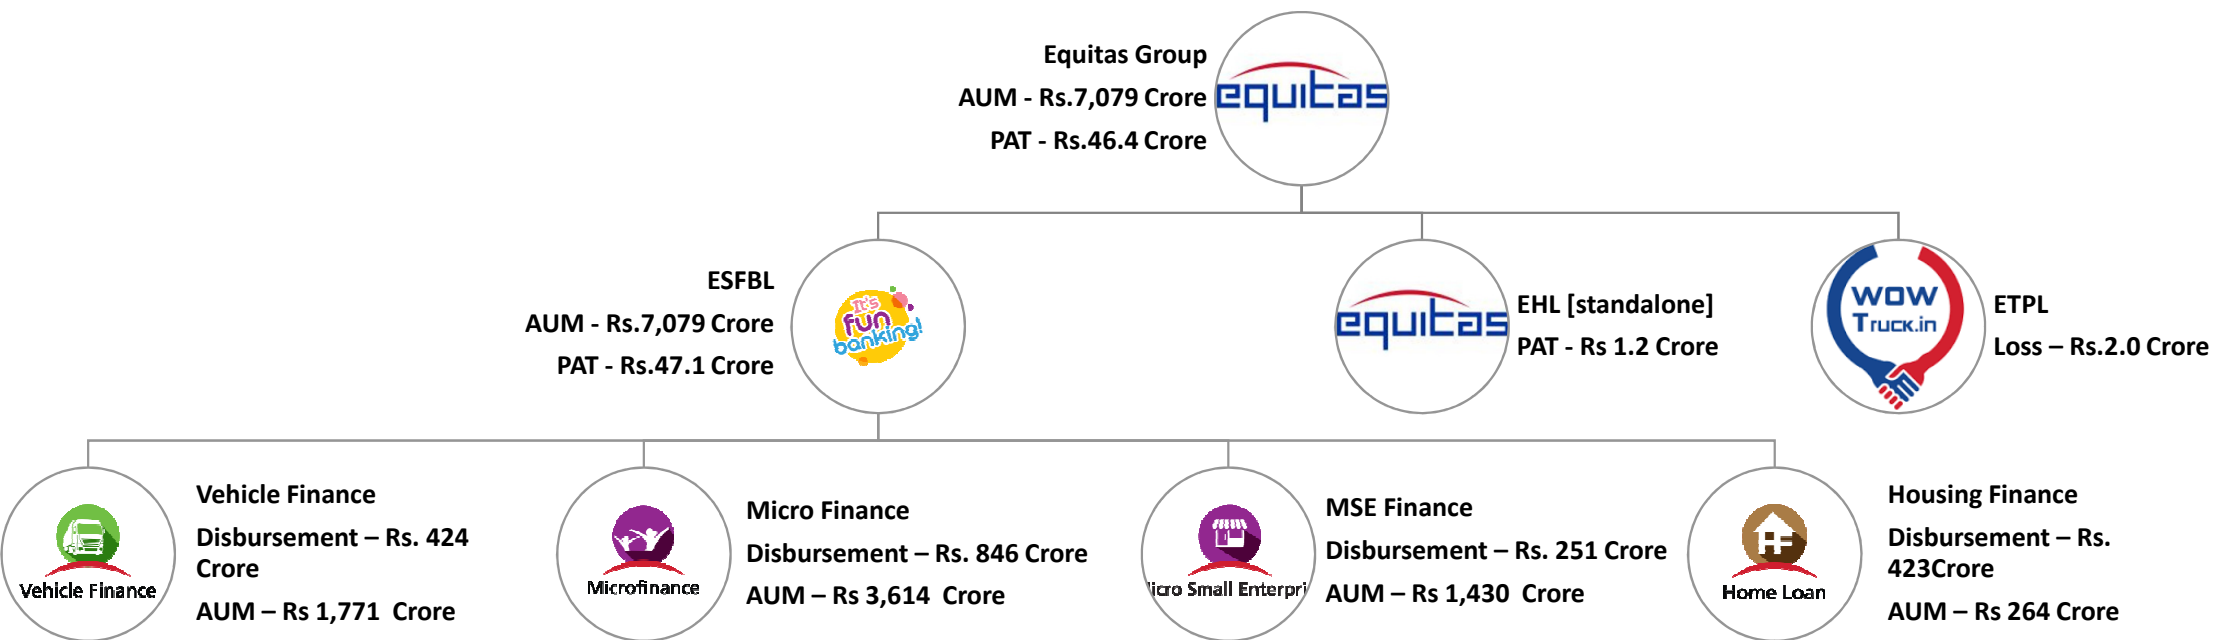 Equitas Group
AUM - Rs.7,079 Crore
PAT - Rs.46.4 Crore
equitas
ESFBL
AUM - Rs.7,079 Crore
PAT - Rs.47.1 Crore
It's
fun
banking!
equitas
EHL [standalone]
PAT - Rs 1.2 Crore
WOW
Truck.in
ETPL
Loss – Rs.2.0 Crore
Vehicle Finance
Vehicle Finance
Disbursement – Rs. 424
Crore
AUM – Rs 1,771 Crore
Microfinance
Micro Finance
Disbursement – Rs. 846 Crore
AUM – Rs 3,614 Crore
icro Small Enterpri
MSE Finance
Disbursement – Rs. 251 Crore
AUM – Rs 1,430 Crore
HF
Home Loan
Housing Finance
Disbursement – Rs.
423Crore
AUM – Rs 264 Crore